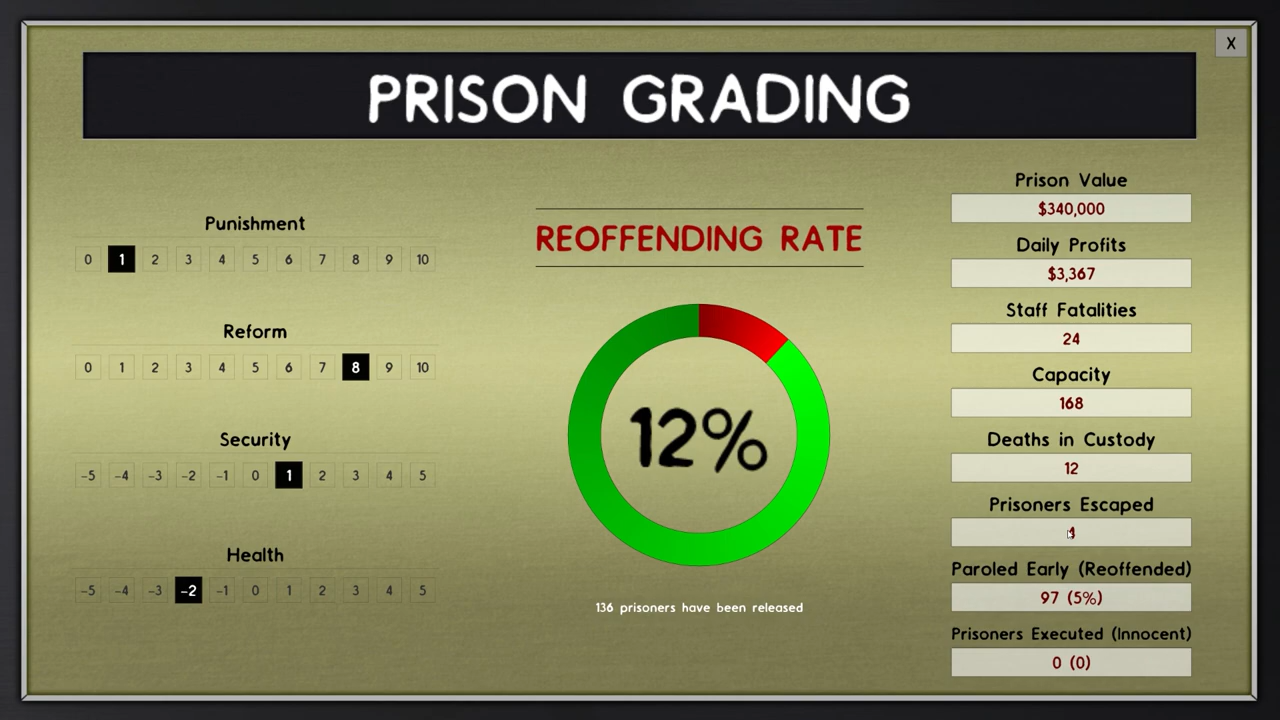 X
PRISON GRADING
Punishment
0 1 2 3 4 5 6 7 8 9 10
Reform
0 1 2 3 4 5 6 7 8 9 10
Security
-5 -4 -3 -2 -1 0 1 2 3 4 5
Health
-5 -4 -3 -2 -1 0 1 2 3 4 5
REOFFENDING RATE
12%
136 prisoners have been released
Prison Value
$340,000
Daily Profits
$3,367
Staff Fatalities
24
Capacity
168
Deaths in Custody
12
Prisoners Escaped
Paroled Early (Reoffended)
97 (5%)
Prisoners Executed (Innocent)
0 (0)